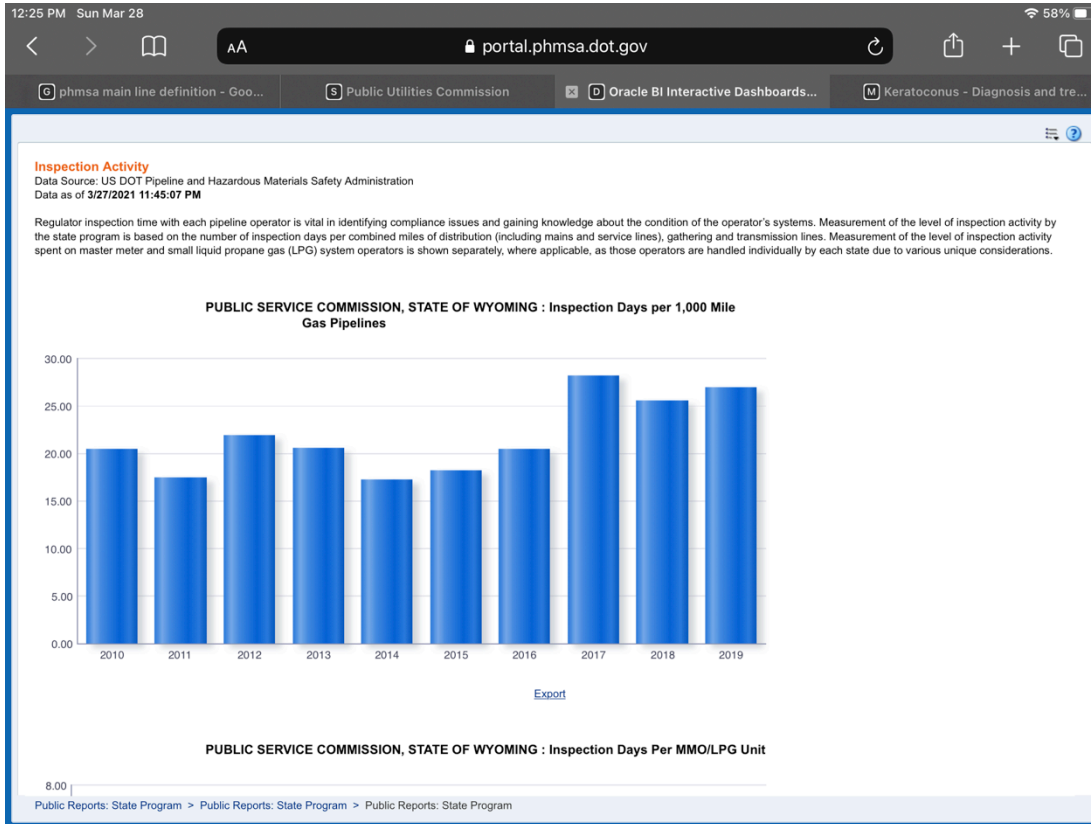 12:25 PM Sun Mar 28
58%
AA
portal.phmsa.dot.gov
G phmsa main line definition - Goo...
S Public Utilities Commission
D Oracle BI Interactive Dashboards...
M Keratoconus - Diagnosis and tre...
Inspection Activity
Data Source: US DOT Pipeline and Hazardous Materials Safety Administration
Data as of 3/27/2021 11:45:07 PM
Regulator inspection time with each pipeline operator is vital in identifying compliance issues and gaining knowledge about the condition of the operator's systems. Measurement of the level of inspection activity by
the state program is based on the number of inspection days per combined miles of distribution (including mains and service lines), gathering and transmission lines. Measurement of the level of inspection activity
spent on master meter and small liquid propane gas (LPG) system operators is shown separately, where applicable, as those operators are handled individually by each state due to various unique considerations.
PUBLIC SERVICE COMMISSION, STATE OF WYOMING : Inspection Days per 1,000 Mile
Gas Pipelines
30.00
25.00
20.00
15.00
10.00
5.00
0.00
2010 2011 2012 2013 2014 2015 2016 2017 2018 2019
Export
PUBLIC SERVICE COMMISSION, STATE OF WYOMING : Inspection Days Per MMO/LPG Unit
8.00
Public Reports: State Program > Public Reports: State Program > Public Reports: State Program